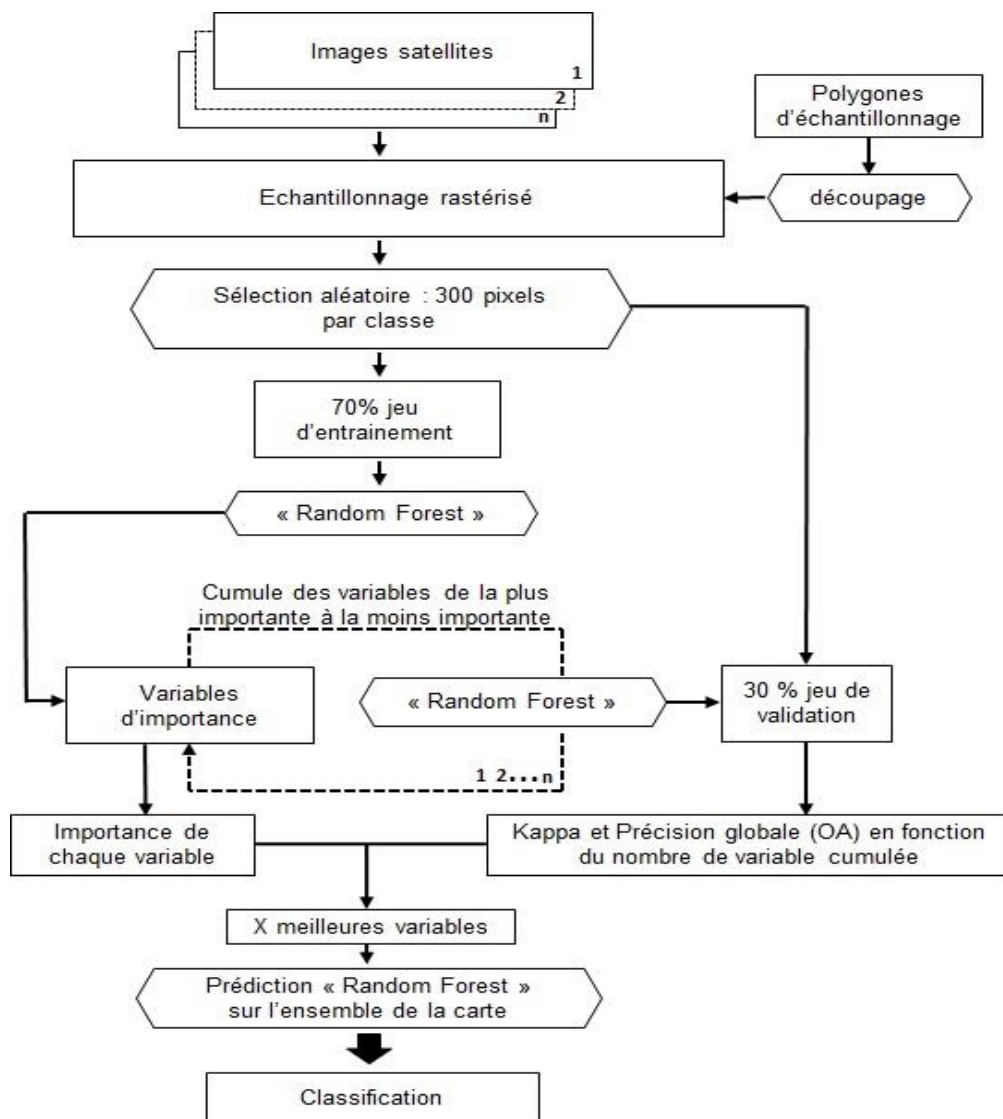 Images satellites
1
2
n
Polygones
d'échantillonnage
Echantillonnage rastérisé
découpage
Sélection aléatoire : 300 pixels
par classe
70% jeu
d'entrainement
« Random Forest »
Cumule des variables de la plus
importante à la moins importante
Variables
d'importance
« Random Forest »
30 % jeu de
validation
1 2...n
Importance de
chaque variable
Kappa et Précision globale (OA) en fonction
du nombre de variable cumulée
X meilleures variables
Prédiction « Random Forest »
sur l'ensemble de la carte
Classification